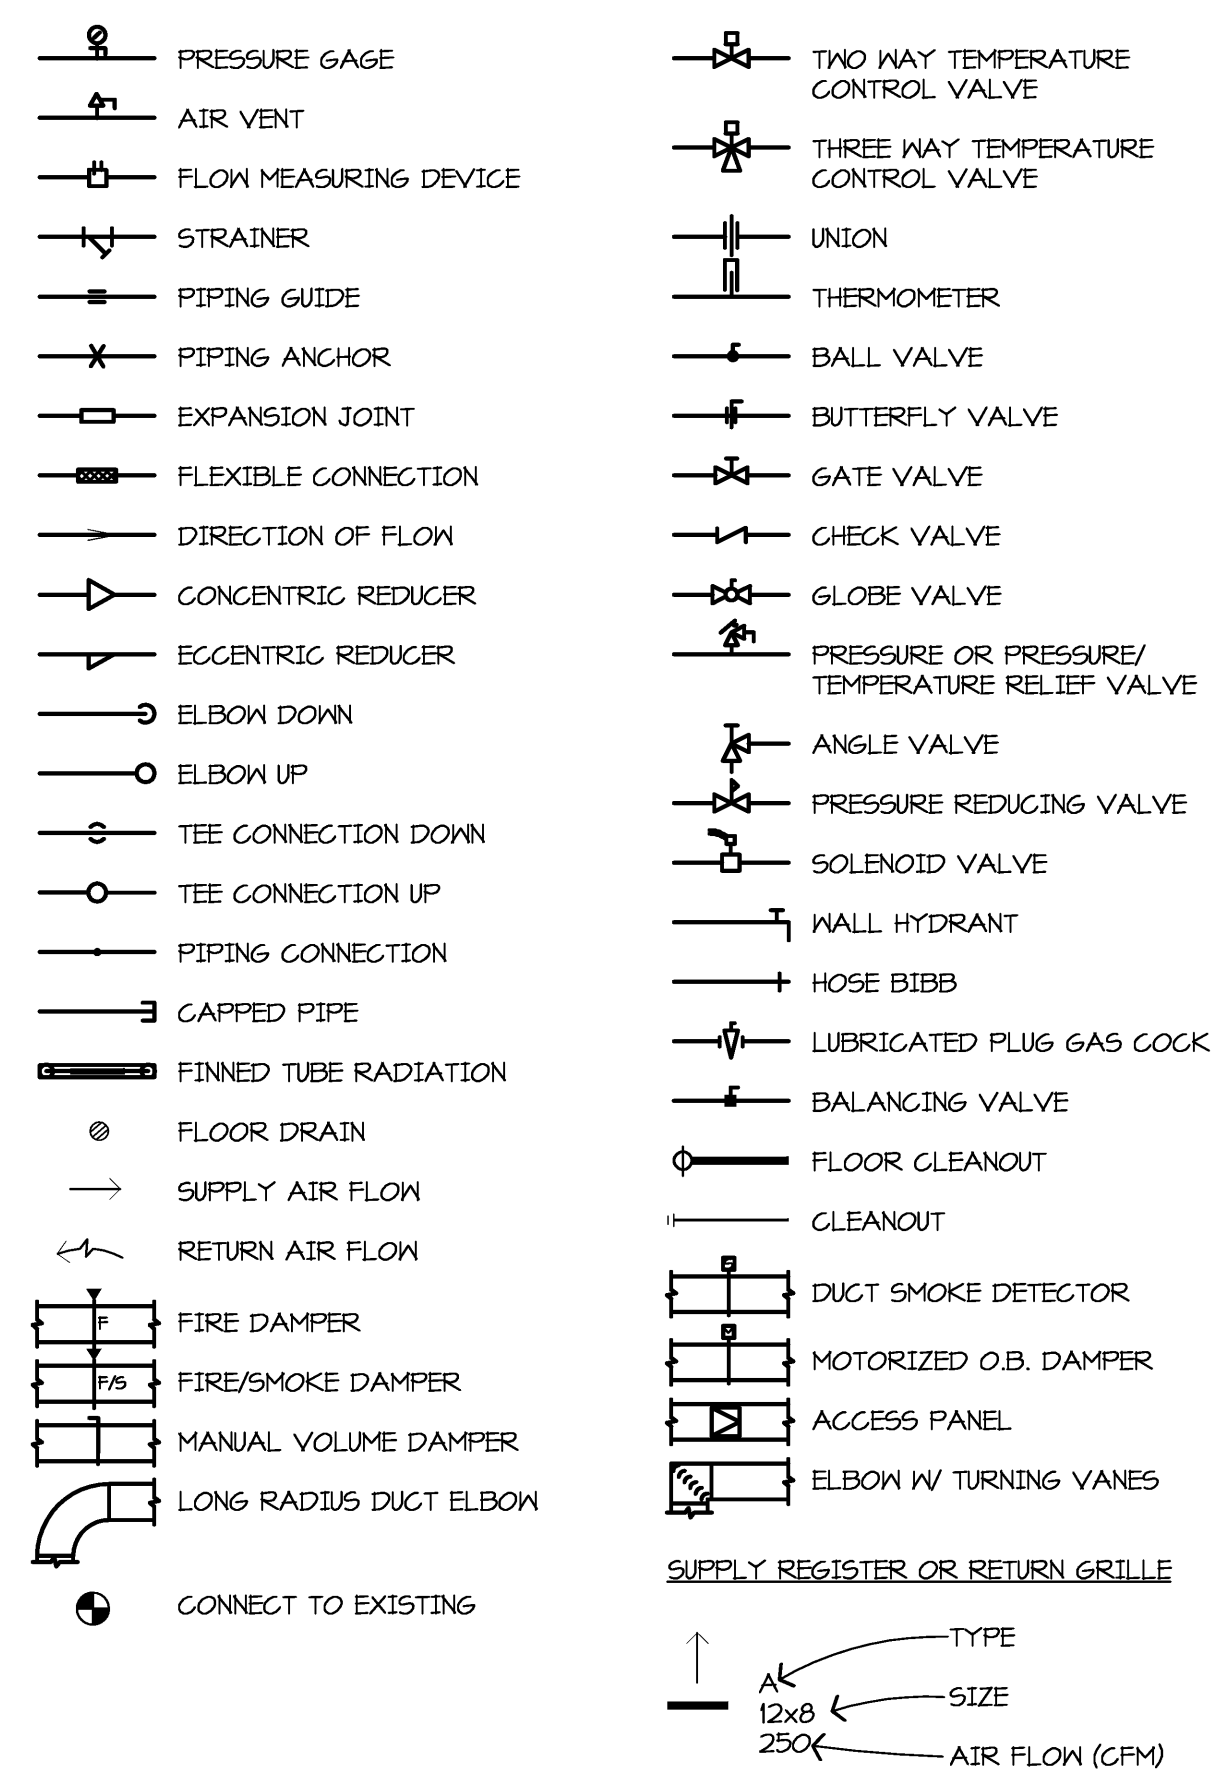 PRESSURE GAGE
AIR VENT
FLOW MEASURING DEVICE
STRAINER
PIPING GUIDE
PIPING ANCHOR
EXPANSION JOINT
FLEXIBLE CONNECTION
DIRECTION OF FLOW
CONCENTRIC REDUCER
ECCENTRIC REDUCER
ELBOW DOWN
ELBOW UP
TEE CONNECTION DOWN
TEE CONNECTION UP
PIPING CONNECTION
CAPPED PIPE
FINNED TUBE RADIATION
FLOOR DRAIN
SUPPLY AIR FLOW
RETURN AIR FLOW
F
FIRE DAMPER
F/S
FIRE/SMOKE DAMPER
MANUAL VOLUME DAMPER
LONG RADIUS DUCT ELBOW
CONNECT TO EXISTING
TWO WAY TEMPERATURE
CONTROL VALVE
THREE WAY TEMPERATURE
CONTROL VALVE
UNION
THERMOMETER
BALL VALVE
BUTTERFLY VALVE
GATE VALVE
CHECK VALVE
GLOBE VALVE
PRESSURE OR PRESSURE/
TEMPERATURE RELIEF VALVE
ANGLE VALVE
PRESSURE REDUCING VALVE
SOLENOID VALVE
WALL HYDRANT
HOSE BIBB
LUBRICATED PLUG GAS COCK
BALANCING VALVE
FLOOR CLEANOUT
CLEANOUT
S
DUCT SMOKE DETECTOR
M
MOTORIZED O.B. DAMPER
ACCESS PANEL
ELBOW W/ TURNING VANES
SUPPLY REGISTER OR RETURN GRILLE
TYPE
A
SIZE
12x8
250
AIR FLOW (CFM)